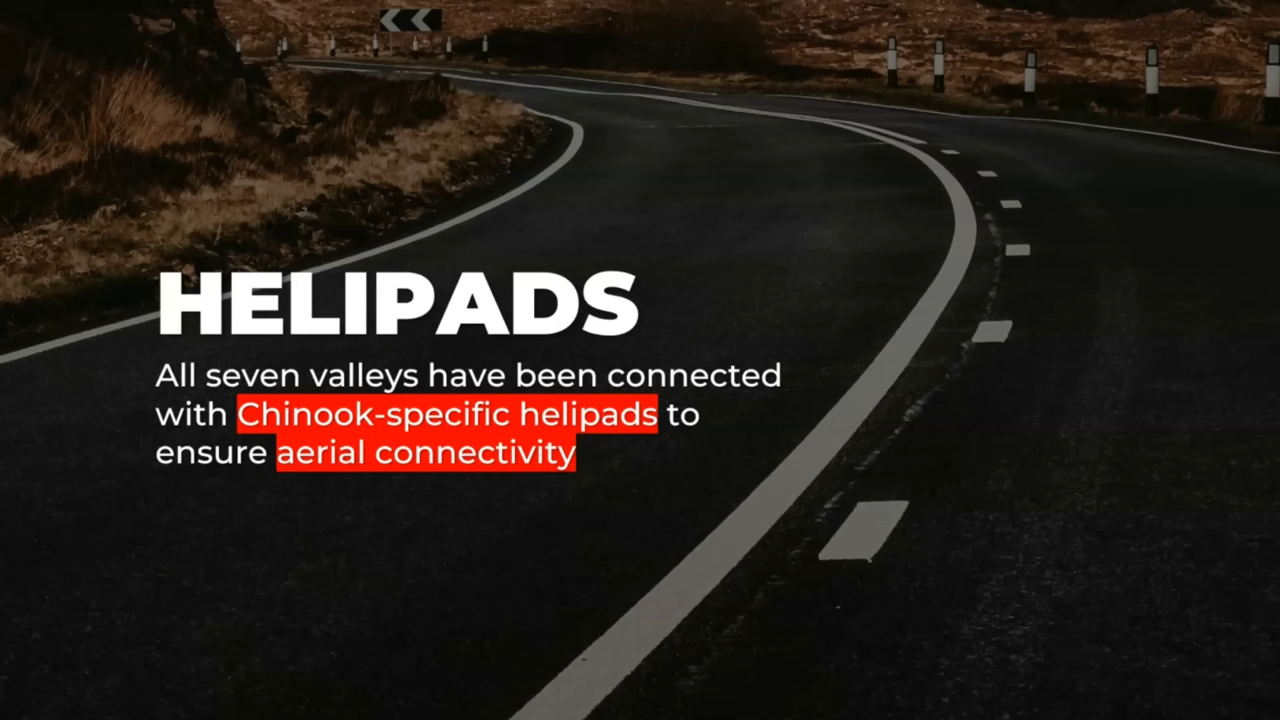 HELIPADS
All seven valleys have been connected
with Chinook-specific helipads to
ensure aerial connectivity